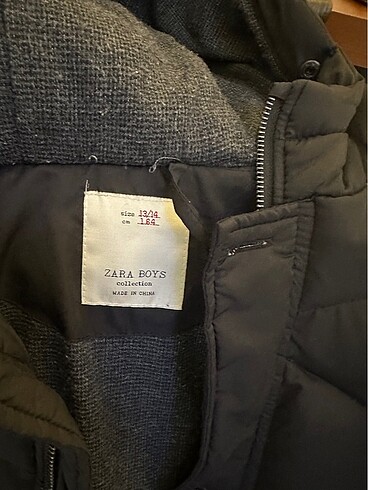 size 13/14
cm 164
ZARA BOYS
collection
MADE IN CHINA